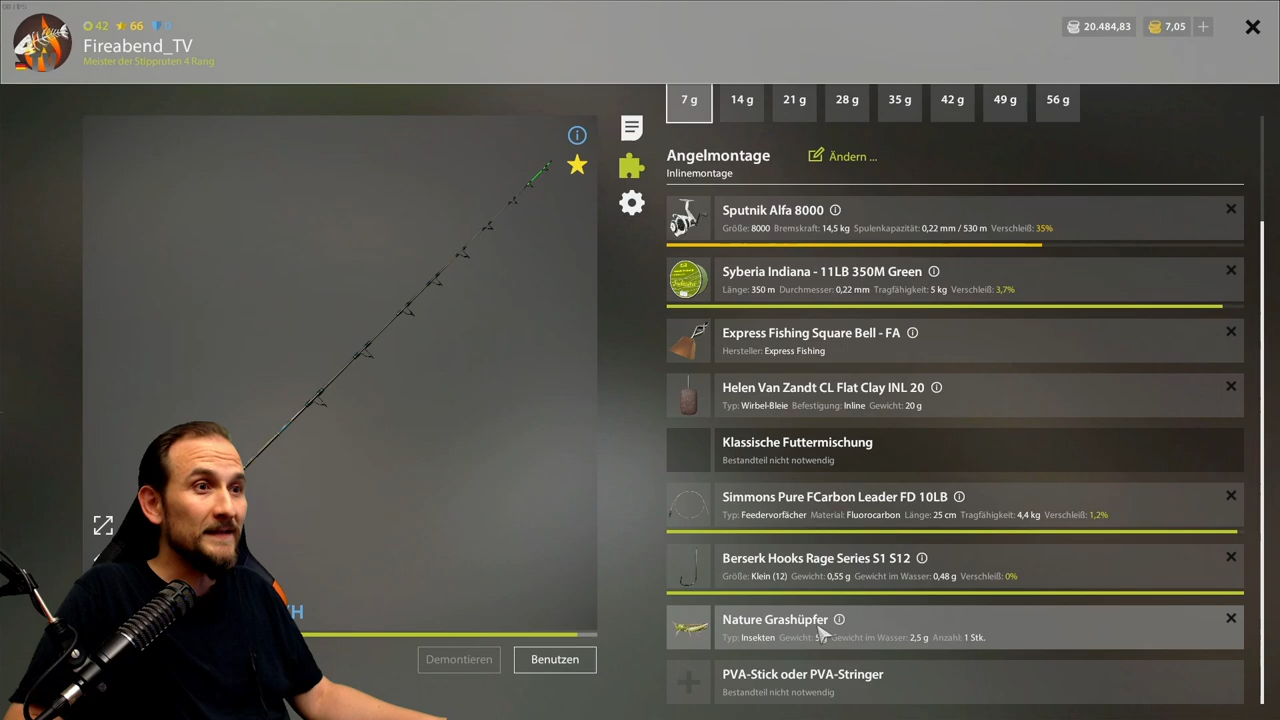 42 66 0
Fireabend_TV
Meister der Stippruten 4 Rang
20.484,83 7,05 +
7 g 14 g 21 g 28 g 35 g 42 g 49 g 56 g
Angelmontage Ändern ...
Inlinemontage
Sputnik Alfa 8000
Größe: 8000 Bremskraft: 14,5 kg Spulenkapazität: 0,22 mm / 530 m Verschleiß: 35%
Syberia Indiana - 11LB 350M Green
Länge: 350 m Durchmesser: 0,22 mm Tragfähigkeit: 5 kg Verschleiß: 3,7%
Express Fishing Square Bell - FA
Hersteller: Express Fishing
Helen Van Zandt CL Flat Clay INL 20
Typ: Wirbel-Bleie Befestigung: Inline Gewicht: 20 g
Klassische Futtermischung
Bestandteil nicht notwendig
Simmons Pure FCarbon Leader FD 10LB
Typ: Feedervorfächer Material: Fluorocarbon Länge: 25 cm Tragfähigkeit: 4,4 kg Verschleiß: 1,2%
Berserk Hooks Rage Series S1 S12
Größe: Klein (12) Gewicht: 0,55 g Gewicht im Wasser: 0,48 g Verschleiß: 0%
Nature Grashüpfer
Typ: Insekten Gewicht: Gewicht im Wasser: 2,5 g Anzahl: 1 Stk.
PVA-Stick oder PVA-Stringer
Bestandteil nicht notwendig
Demontieren Benutzen